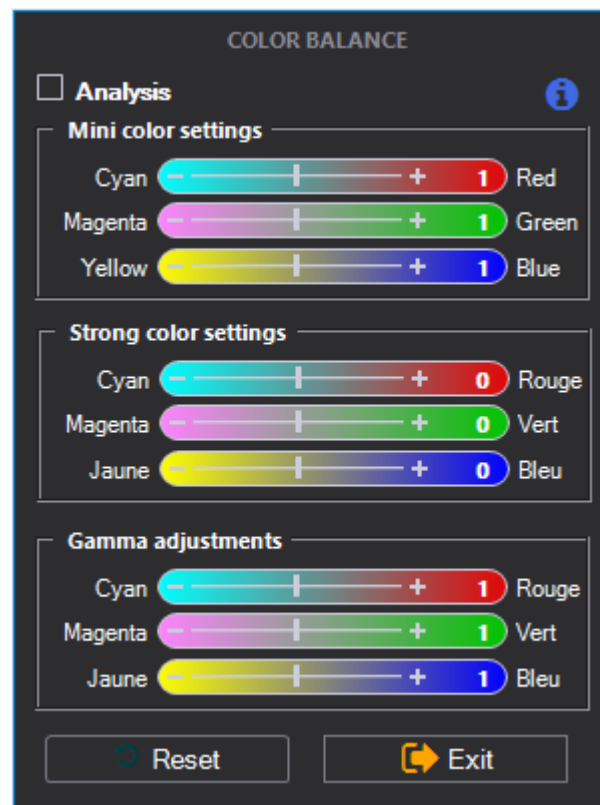 COLOR BALANCE
Analysis
Mini color settings
Cyan - + 1 Red
Magenta - + 1 Green
Yellow - + 1 Blue
Strong color settings
Cyan - + 0 Rouge
Magenta - + 0 Vert
Jaune - + 0 Bleu
Gamma adjustments
Cyan - + 1 Rouge
Magenta - + 1 Vert
Jaune - + 1 Bleu
Reset Exit